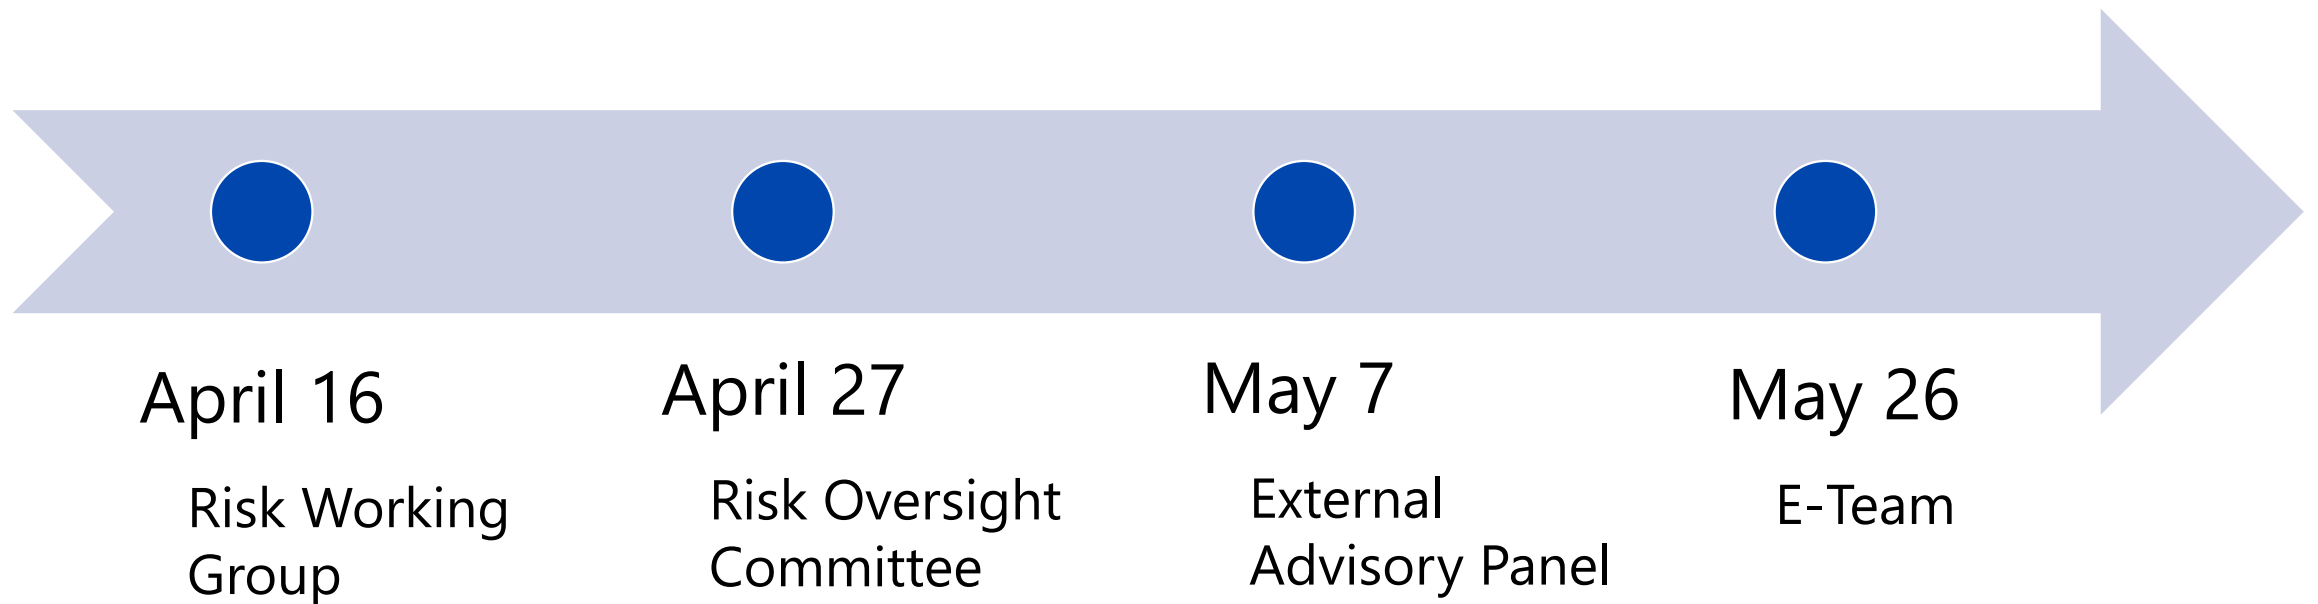 April 16
Risk Working
Group
April 27
Risk Oversight
Committee
May 7
External
Advisory Panel
May 26
E-Team